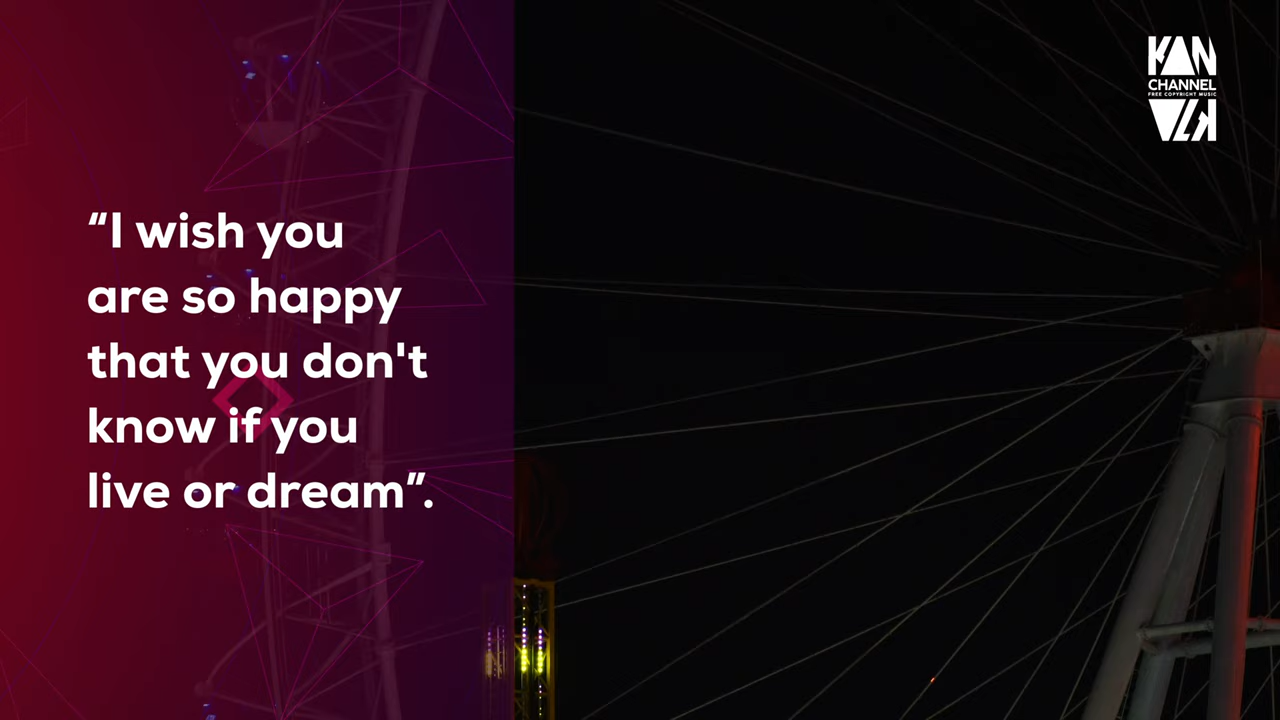 “I wish you
are so happy
that you don't
know if you
live or dream”.
KAN
CHANNEL
FREE COPYRIGHT MUSIC